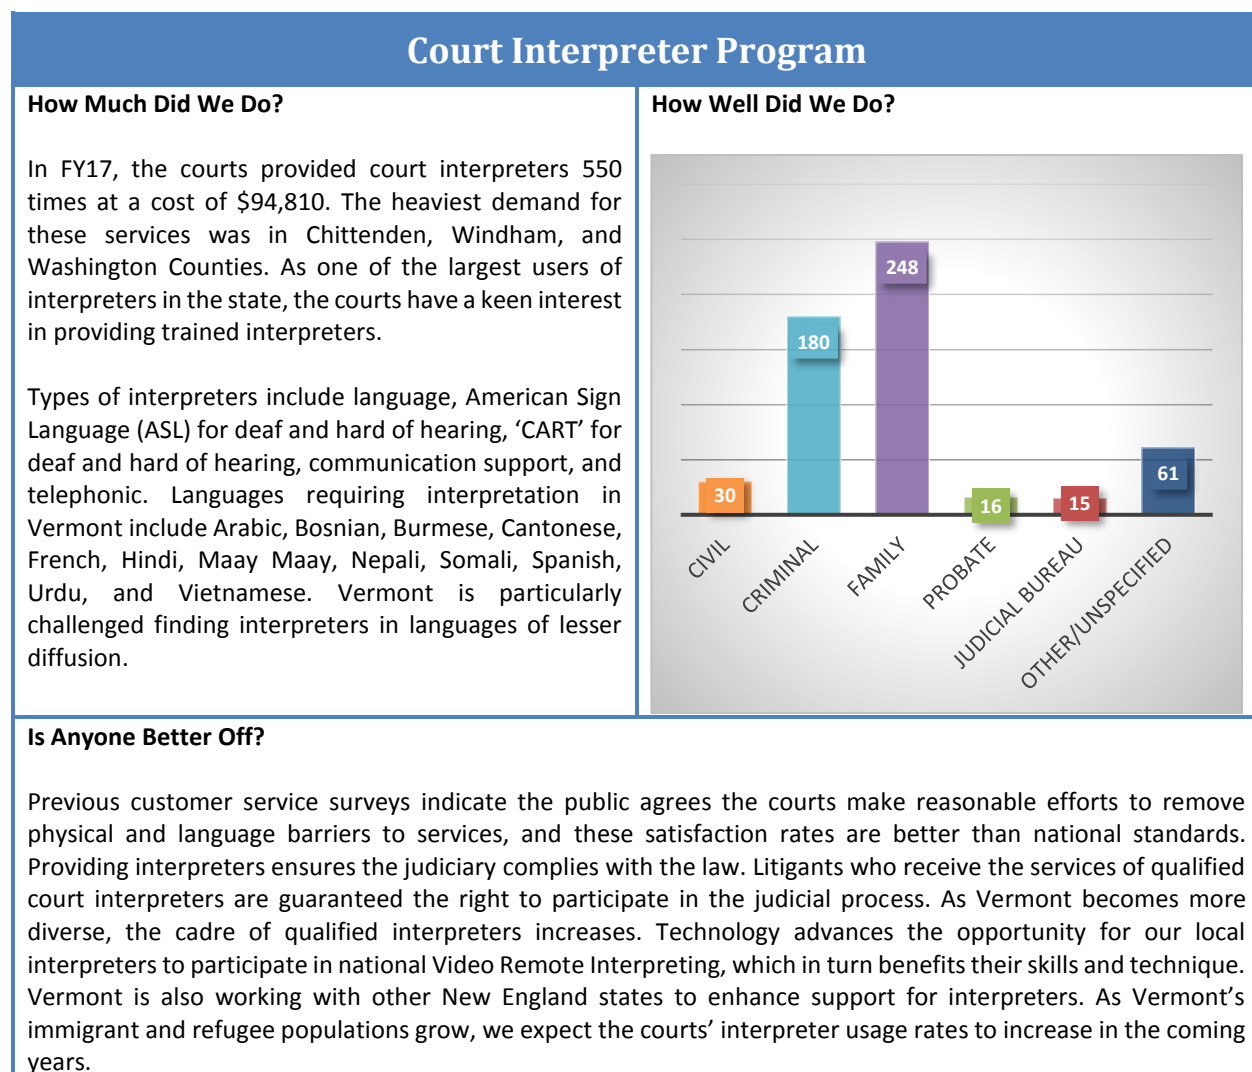 Court Interpreter Program
How Much Did We Do?
In FY17, the courts provided court interpreters 550
times at a cost of $94,810. The heaviest demand for
these services was in Chittenden, Windham, and
Washington Counties. As one of the largest users of
interpreters in the state, the courts have a keen interest
in providing trained interpreters.
Types of interpreters include language, American Sign
Language (ASL) for deaf and hard of hearing, ‘CART’ for
deaf and hard of hearing, communication support, and
telephonic. Languages requiring interpretation in
Vermont include Arabic, Bosnian, Burmese, Cantonese,
French, Hindi, Maay Maay, Nepali, Somali, Spanish,
Urdu, and Vietnamese. Vermont is particularly
challenged finding interpreters in languages of lesser
diffusion.
How Well Did We Do?
30
180
248
16
15
61
CIVIL
CRIMINAL
FAMILY
PROBATE
JUDICIAL BUREAU
OTHER/UNSPECIFIED
Is Anyone Better Off?
Previous customer service surveys indicate the public agrees the courts make reasonable efforts to remove
physical and language barriers to services, and these satisfaction rates are better than national standards.
Providing interpreters ensures the judiciary complies with the law. Litigants who receive the services of qualified
court interpreters are guaranteed the right to participate in the judicial process. As Vermont becomes more
diverse, the cadre of qualified interpreters increases. Technology advances the opportunity for our local
interpreters to participate in national Video Remote Interpreting, which in turn benefits their skills and technique.
Vermont is also working with other New England states to enhance support for interpreters. As Vermont’s
immigrant and refugee populations grow, we expect the courts’ interpreter usage rates to increase in the coming
years.